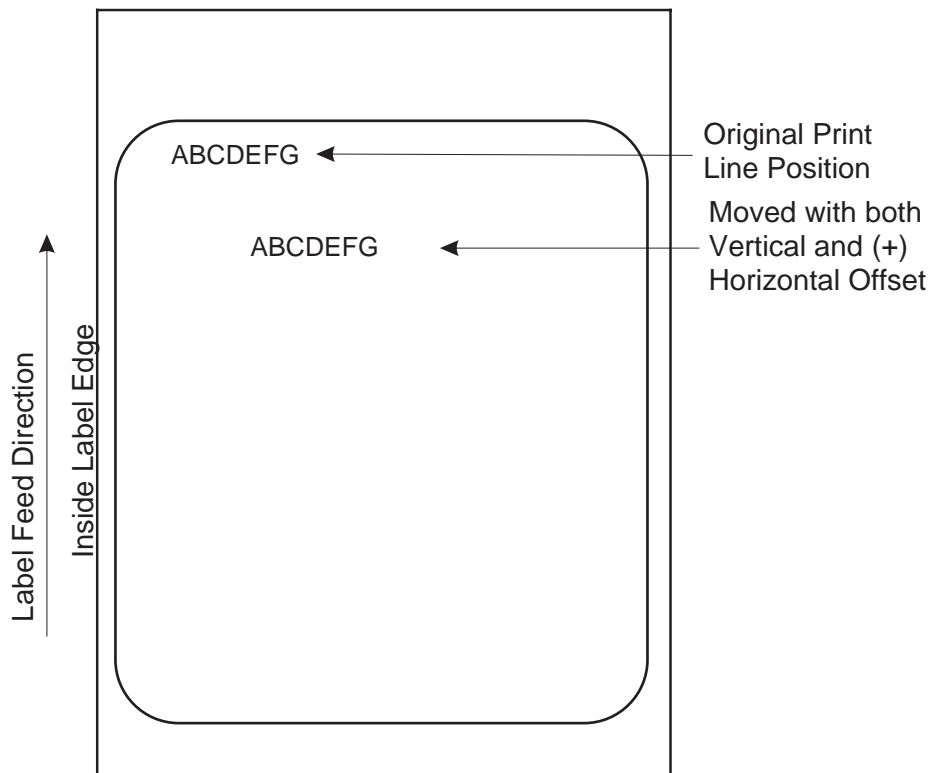 ABCDEFG
Original Print
Line Position
ABCDEFG
Moved with both
Vertical and (+)
Horizontal Offset
Label Feed Direction
Inside Label Edge